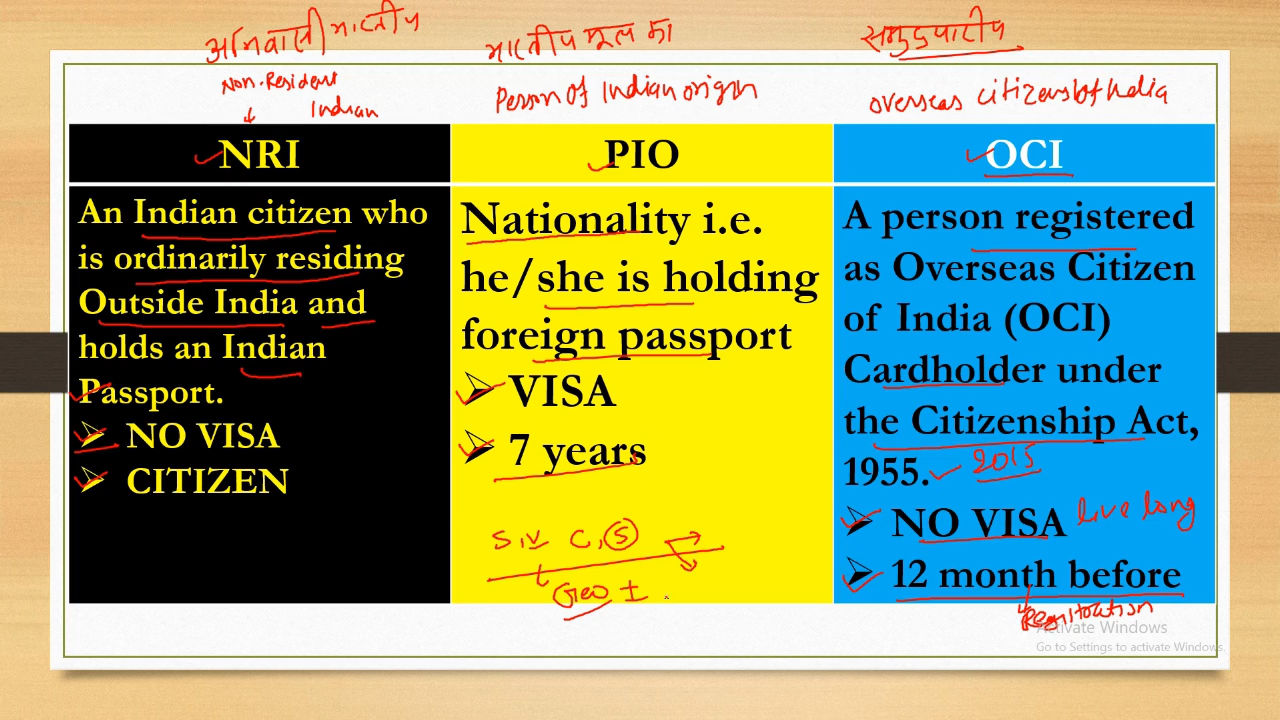 अनिवासी भारतीय
Non-Resident
Indian
NRI
An Indian citizen who
is ordinarily residing
Outside India and
holds an Indian
Passport.
NO VISA
CITIZEN
भारतीय मूल का
Person of Indian origin
PIO
Nationality i.e.
he/she is holding
foreign passport
VISA
7 years
S, V C, S
Geo I
समुद्रपारीय
overseas citizens of India
OCI
A person registered
as Overseas Citizen
of India (OCI)
Cardholder under
the Citizenship Act,
1955. 2015
NO VISA live long
12 month before
Activate Windows
Go to Settings to activate Windows.